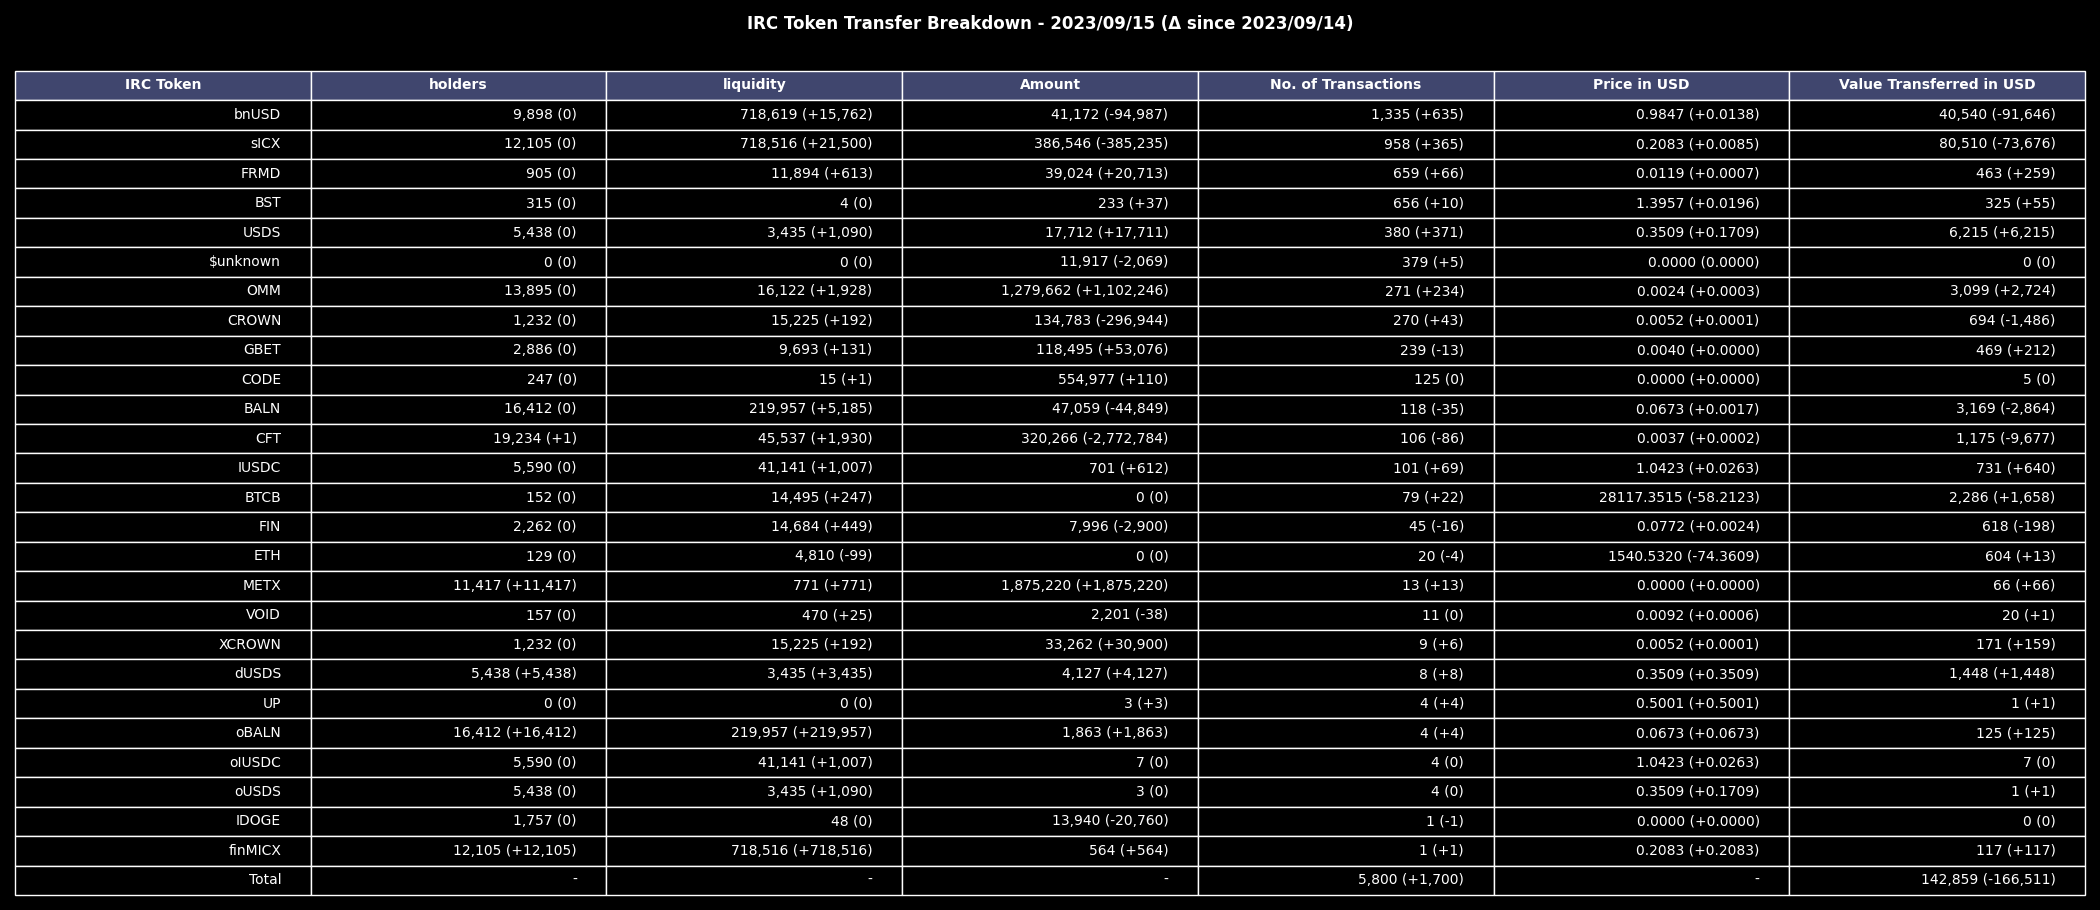 IRC Token Transfer Breakdown - 2023/09/15 (Δ since 2023/09/14)
IRC Token holders liquidity Amount No. of Transactions Price in USD Value Transferred in USD
bnUSD 9,898 (0) 718,619 (+15,762) 41,172 (-94,987) 1,335 (+635) 0.9847 (+0.0138) 40,540 (-91,646)
sICX 12,105 (0) 718,516 (+21,500) 386,546 (-385,235) 958 (+365) 0.2083 (+0.0085) 80,510 (-73,676)
FRMD 905 (0) 11,894 (+613) 39,024 (+20,713) 659 (+66) 0.0119 (+0.0007) 463 (+259)
BST 315 (0) 4 (0) 233 (+37) 656 (+10) 1.3957 (+0.0196) 325 (+55)
USDS 5,438 (0) 3,435 (+1,090) 17,712 (+17,711) 380 (+371) 0.3509 (+0.1709) 6,215 (+6,215)
$unknown 0 (0) 0 (0) 11,917 (-2,069) 379 (+5) 0.0000 (0.0000) 0 (0)
OMM 13,895 (0) 16,122 (+1,928) 1,279,662 (+1,102,246) 271 (+234) 0.0024 (+0.0003) 3,099 (+2,724)
CROWN 1,232 (0) 15,225 (+192) 134,783 (-296,944) 270 (+43) 0.0052 (+0.0001) 694 (-1,486)
GBET 2,886 (0) 9,693 (+131) 118,495 (+53,076) 239 (-13) 0.0040 (+0.0000) 469 (+212)
CODE 247 (0) 15 (+1) 554,977 (+110) 125 (0) 0.0000 (+0.0000) 5 (0)
BALN 16,412 (0) 219,957 (+5,185) 47,059 (-44,849) 118 (-35) 0.0673 (+0.0017) 3,169 (-2,864)
CFT 19,234 (+1) 45,537 (+1,930) 320,266 (-2,772,784) 106 (-86) 0.0037 (+0.0002) 1,175 (-9,677)
IUSDC 5,590 (0) 41,141 (+1,007) 701 (+612) 101 (+69) 1.0423 (+0.0263) 731 (+640)
BTCB 152 (0) 14,495 (+247) 0 (0) 79 (+22) 28117.3515 (-58.2123) 2,286 (+1,658)
FIN 2,262 (0) 14,684 (+449) 7,996 (-2,900) 45 (-16) 0.0772 (+0.0024) 618 (-198)
ETH 129 (0) 4,810 (-99) 0 (0) 20 (-4) 1540.5320 (-74.3609) 604 (+13)
METX 11,417 (+11,417) 771 (+771) 1,875,220 (+1,875,220) 13 (+13) 0.0000 (+0.0000) 66 (+66)
VOID 157 (0) 470 (+25) 2,201 (-38) 11 (0) 0.0092 (+0.0006) 20 (+1)
XCROWN 1,232 (0) 15,225 (+192) 33,262 (+30,900) 9 (+6) 0.0052 (+0.0001) 171 (+159)
dUSDS 5,438 (+5,438) 3,435 (+3,435) 4,127 (+4,127) 8 (+8) 0.3509 (+0.3509) 1,448 (+1,448)
UP 0 (0) 0 (0) 3 (+3) 4 (+4) 0.5001 (+0.5001) 1 (+1)
oBALN 16,412 (+16,412) 219,957 (+219,957) 1,863 (+1,863) 4 (+4) 0.0673 (+0.0673) 125 (+125)
oIUSDC 5,590 (0) 41,141 (+1,007) 7 (0) 4 (0) 1.0423 (+0.0263) 7 (0)
oUSDS 5,438 (0) 3,435 (+1,090) 3 (0) 4 (0) 0.3509 (+0.1709) 1 (+1)
IDOGE 1,757 (0) 48 (0) 13,940 (-20,760) 1 (-1) 0.0000 (+0.0000) 0 (0)
finMICX 12,105 (+12,105) 718,516 (+718,516) 564 (+564) 1 (+1) 0.2083 (+0.2083) 117 (+117)
Total - - - 5,800 (+1,700) - 142,859 (-166,511)